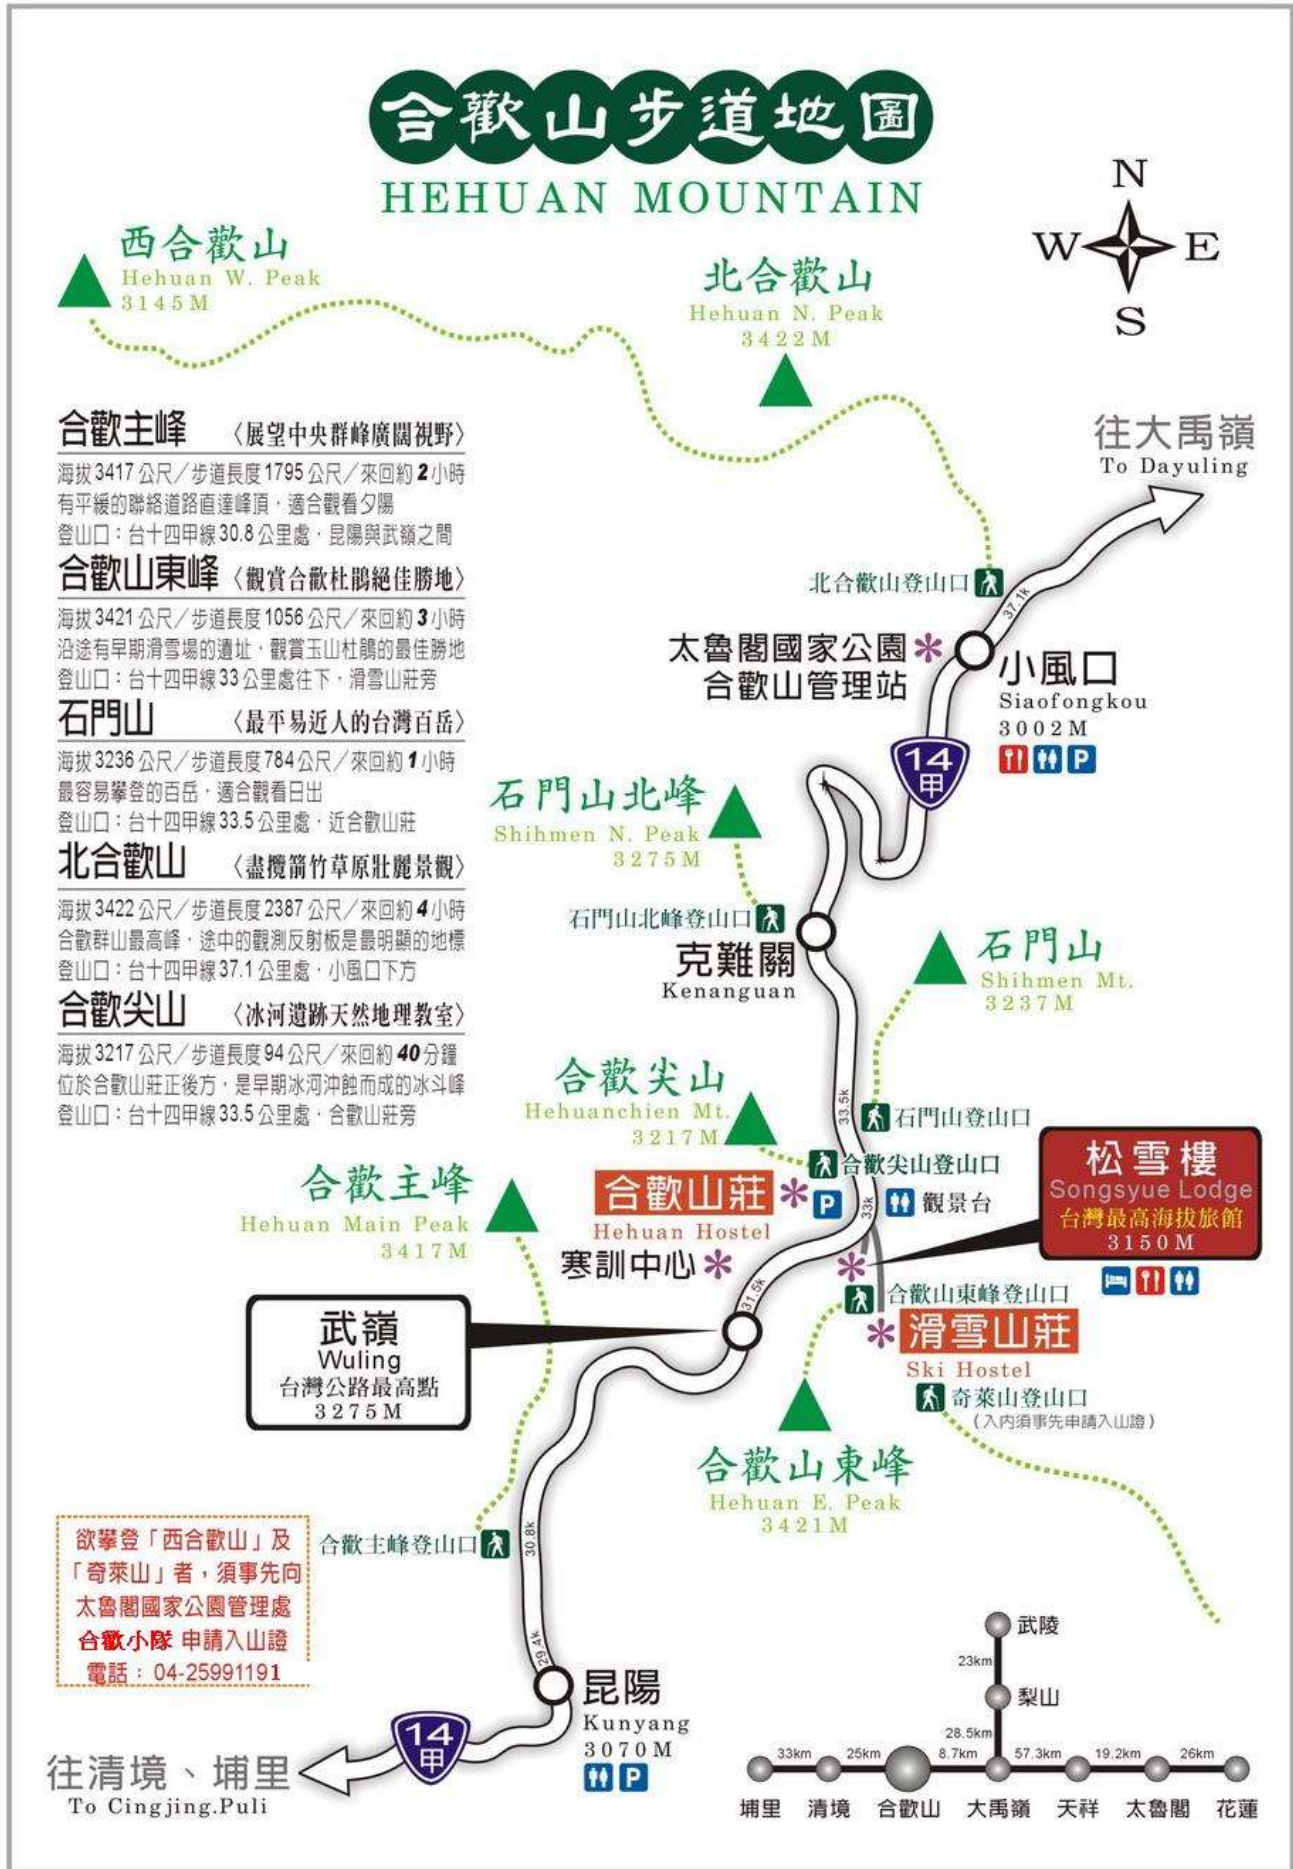 合歡山步道地圖
HEHUAN MOUNTAIN
N
W
E
S
西合歡山
Hehuan W. Peak
3145M
北合歡山
Hehuan N. Peak
3422M
往大禹嶺
To Dayuling
合歡主峰 〈展望中央群峰廣闊視野〉
海拔3417公尺／步道長度1795公尺／來回約2小時
有平緩的聯絡道路直達峰頂，適合觀看夕陽
登山口：台十四甲線30.8公里處，昆陽與武嶺之間
合歡山東峰 〈觀賞合歡杜鵑絕佳勝地〉
海拔3421公尺／步道長度1056公尺／來回約3小時
沿途有早期滑雪場的遺址，觀賞玉山杜鵑的最佳勝地
登山口：台十四甲線33公里處往下，滑雪山莊旁
石門山 〈最平易近人的台灣百岳〉
海拔3236公尺／步道長度784公尺／來回約1小時
最容易攀登的百岳，適合觀看日出
登山口：台十四甲線33.5公里處，近合歡山莊
北合歡山 〈盡攬箭竹草原壯麗景觀〉
海拔3422公尺／步道長度2387公尺／來回約4小時
合歡群山最高峰，途中的觀測反射板是最明顯的地標
登山口：台十四甲線37.1公里處，小風口下方
合歡尖山 〈冰河遺跡天然地理教室〉
海拔3217公尺／步道長度94公尺／來回約40分鐘
位於合歡山莊正後方，是早期冰河沖蝕而成的冰斗峰
登山口：台十四甲線33.5公里處，合歡山莊旁
北合歡山登山口
37.1k
太魯閣國家公園
合歡山管理站
小風口
Siaofongkou
3002M
P
14
甲
石門山北峰
Shihmen N. Peak
3275M
石門山北峰登山口
克難關
Kenanguan
石門山
Shihmen Mt.
3237M
33.5k
石門山登山口
合歡尖山
Hehuanchien Mt.
3217M
合歡尖山登山口
合歡山莊
Hehuan Hostel
P
33k
觀景台
松雪樓
Songsyue Lodge
台灣最高海拔旅館
3150M
寒訓中心
合歡主峰
Hehuan Main Peak
3417M
31.5k
合歡山東峰登山口
滑雪山莊
Ski Hostel
奇萊山登山口
（入內須事先申請入山證）
武嶺
Wuling
台灣公路最高點
3275M
合歡山東峰
Hehuan E. Peak
3421M
合歡主峰登山口
30.8k
欲攀登「西合歡山」及
「奇萊山」者，須事先向
太魯閣國家公園管理處
合歡小隊 申請入山證
電話：04-25991191
29.4k
昆陽
Kunyang
3070M
P
14
甲
往清境、埔里
To Cingjing.Puli
武陵
23km
梨山
28.5km
33km 25km 8.7km 57.3km 19.2km 26km
埔里 清境 合歡山 大禹嶺 天祥 太魯閣 花蓮